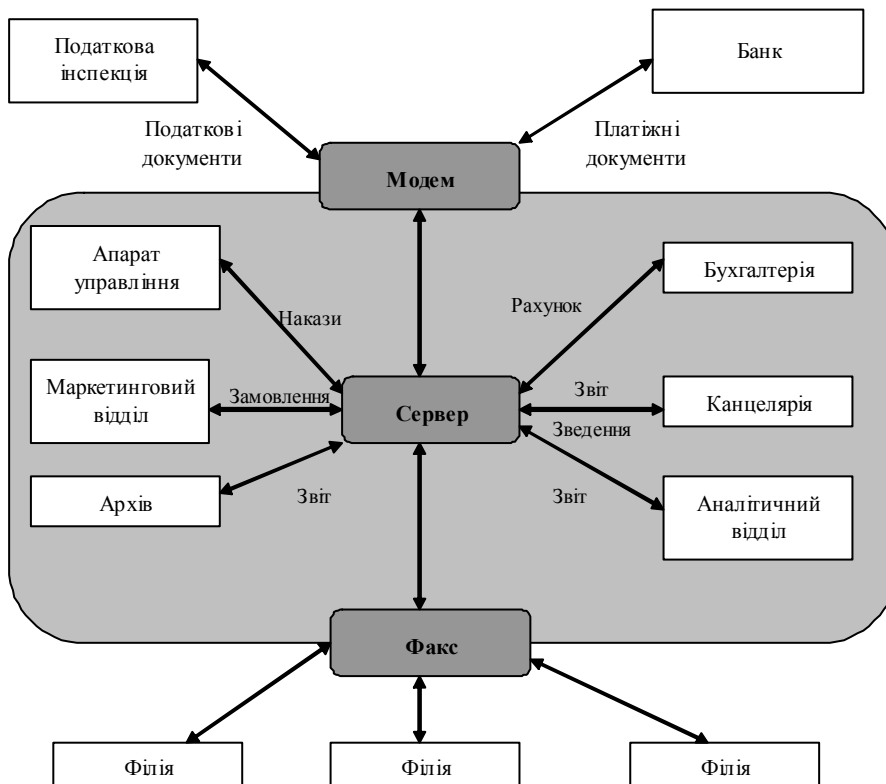 Податкова
інспекція
Банк
Податкові
документи
Платіжні
документи
Модем
Апарат
управління
Бухгалтерія
Накази
Рахунок
Маркетинговий
відділ
Замовлення
Сервер
Звіт
Зведення
Канцелярія
Архів
Звіт
Звіт
Аналітичний
відділ
Факс
Філія
Філія
Філія